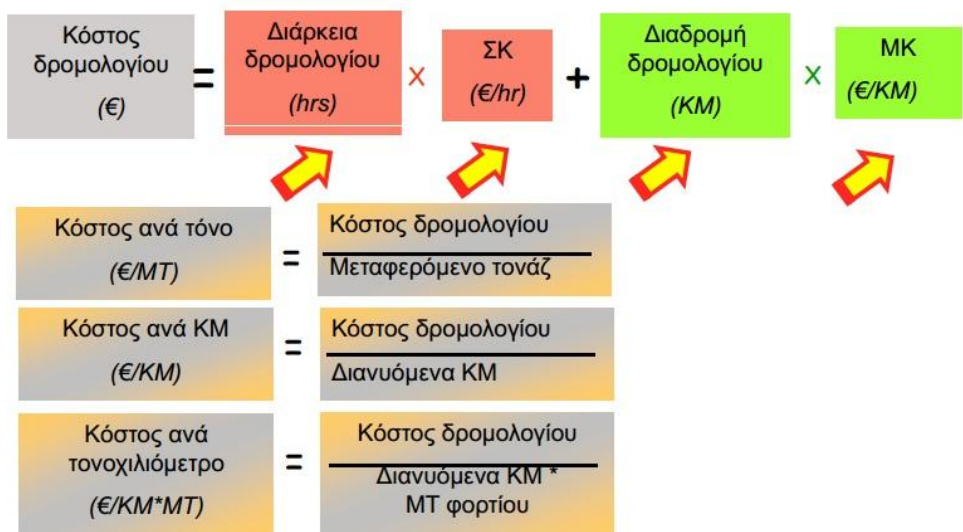 Κόστος
δρομολογίου
(€)
=
Διάρκεια
δρομολογίου
(hrs)
×
ΣΚ
(€/hr)
+
Διαδρομή
δρομολογίου
(KM)
×
ΜΚ
(€/KM)
Κόστος ανά τόνο
(€/MT)
=
Κόστος δρομολογίου
Μεταφερόμενο τονάζ
Κόστος ανά ΚΜ
(€/KM)
=
Κόστος δρομολογίου
Διανυόμενα ΚΜ
Κόστος ανά
τονοχιλιόμετρο
(€/KM*MT)
=
Κόστος δρομολογίου
Διανυόμενα ΚΜ *
ΜΤ φορτίου